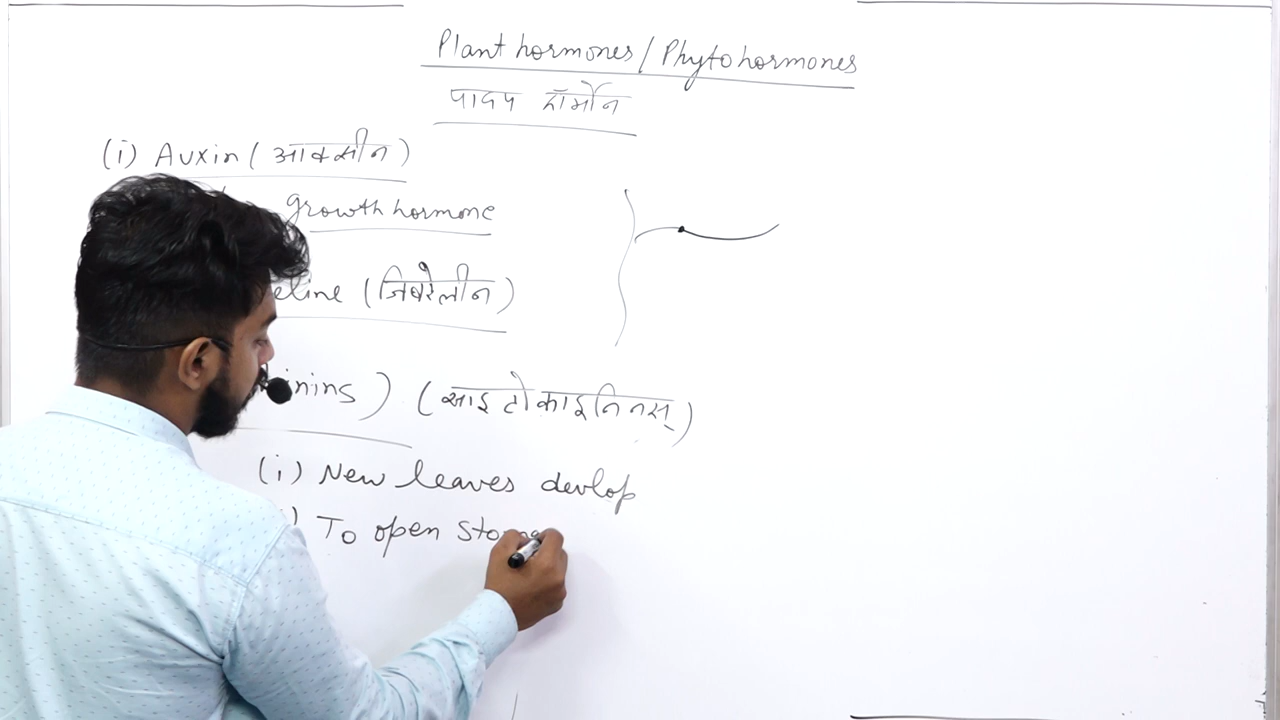 Plant hormones / Phytohormones
पादप हॉर्मोन
(i) Auxin ( आक्सीन )
growth hormone
eline ( जिबरेलीन )
inins ) ( साइटोकाइनिनस् )
(i) New leaves devlop
To open stoma